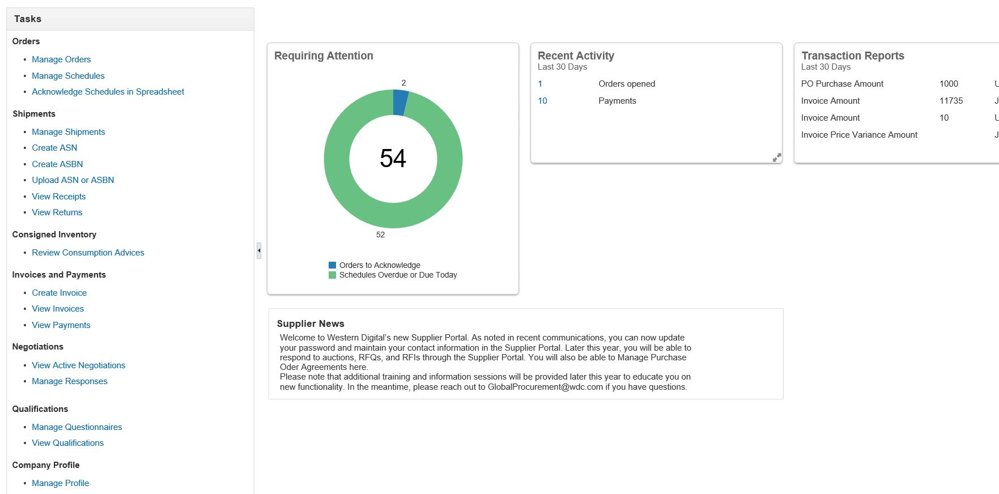 Tasks
Orders
• Manage Orders
• Manage Schedules
• Acknowledge Schedules in Spreadsheet
Shipments
• Manage Shipments
• Create ASN
• Create ASBN
• Upload ASN or ASBN
• View Receipts
• View Returns
Consigned Inventory
• Review Consumption Advices
Invoices and Payments
• Create Invoice
• View Invoices
• View Payments
Negotiations
• View Active Negotiations
• Manage Responses
Qualifications
• Manage Questionnaires
• View Qualifications
Company Profile
• Manage Profile
Requiring Attention
2
54
52
Orders to Acknowledge
Schedules Overdue or Due Today
Recent Activity
Last 30 Days
1 Orders opened
10 Payments
Transaction Reports
Last 30 Days
PO Purchase Amount 1000
Invoice Amount 11735
Invoice Amount 10
Invoice Price Variance Amount
Supplier News
Welcome to Western Digital's new Supplier Portal. As noted in recent communications, you can now update
your password and maintain your contact information in the Supplier Portal. Later this year, you will be able to
respond to auctions, RFQs, and RFIs through the Supplier Portal. You will also be able to Manage Purchase
Oder Agreements here.
Please note that additional training and information sessions will be provided later this year to educate you on
new functionality. In the meantime, please reach out to GlobalProcurement@wdc.com if you have questions.